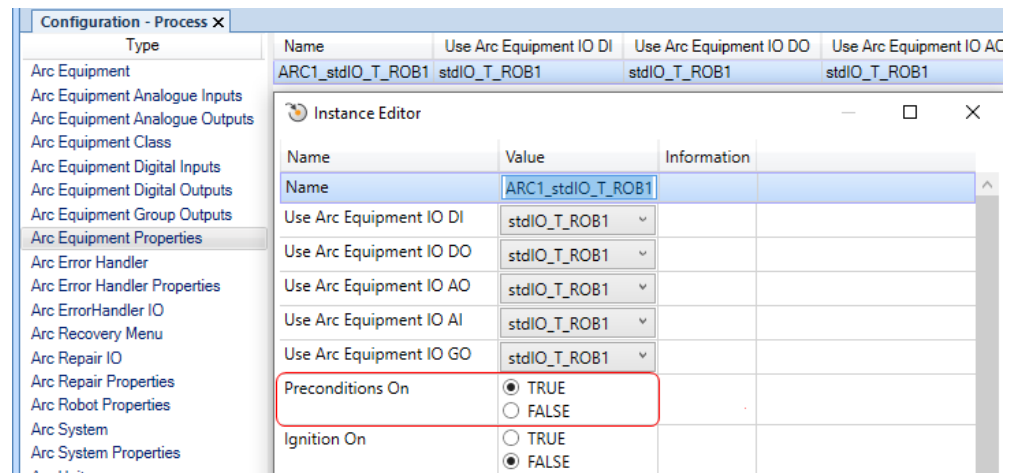 Configuration - Process X
Type
Name Use Arc Equipment IO DI Use Arc Equipment IO DO Use Arc Equipment IO AO
Arc Equipment
ARC1_stdIO_T_ROB1 stdIO_T_ROB1 stdIO_T_ROB1 stdIO_T_ROB1
Arc Equipment Analogue Inputs
Arc Equipment Analogue Outputs
Arc Equipment Class
Arc Equipment Digital Inputs
Arc Equipment Digital Outputs
Arc Equipment Group Outputs
Arc Equipment Properties
Arc Error Handler
Arc Error Handler Properties
Arc ErrorHandler IO
Arc Recovery Menu
Arc Repair IO
Arc Repair Properties
Arc Robot Properties
Arc System
Arc System Properties
Instance Editor
Name Value Information
Name ARC1_stdIO_T_ROB1
Use Arc Equipment IO DI stdIO_T_ROB1
Use Arc Equipment IO DO stdIO_T_ROB1
Use Arc Equipment IO AO stdIO_T_ROB1
Use Arc Equipment IO AI stdIO_T_ROB1
Use Arc Equipment IO GO stdIO_T_ROB1
Preconditions On TRUE
FALSE
Ignition On TRUE
FALSE